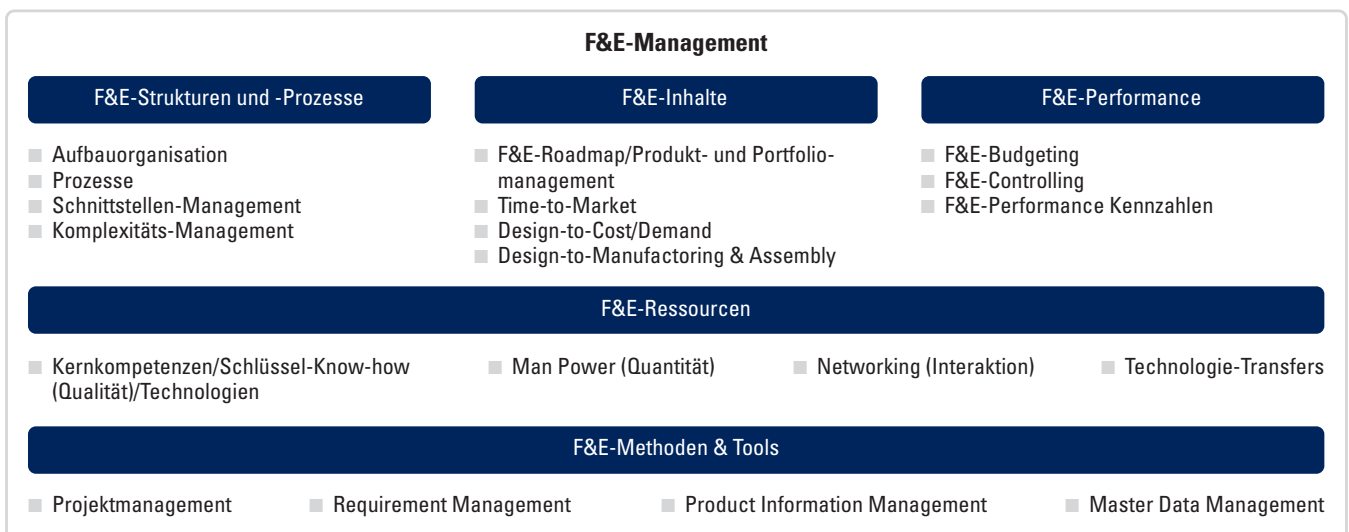 F&E-Management
F&E-Strukturen und -Prozesse
Aufbauorganisation
Prozesse
Schnittstellen-Management
Komplexitäts-Management
F&E-Inhalte
F&E-Roadmap/Produkt- und Portfolio-
management
Time-to-Market
Design-to-Cost/Demand
Design-to-Manufactoring & Assembly
F&E-Performance
F&E-Budgeting
F&E-Controlling
F&E-Performance Kennzahlen
F&E-Ressourcen
Kernkompetenzen/Schlüssel-Know-how
(Qualität)/Technologien
Man Power (Quantität)
Networking (Interaktion)
Technologie-Transfers
F&E-Methoden & Tools
Projektmanagement
Requirement Management
Product Information Management
Master Data Management